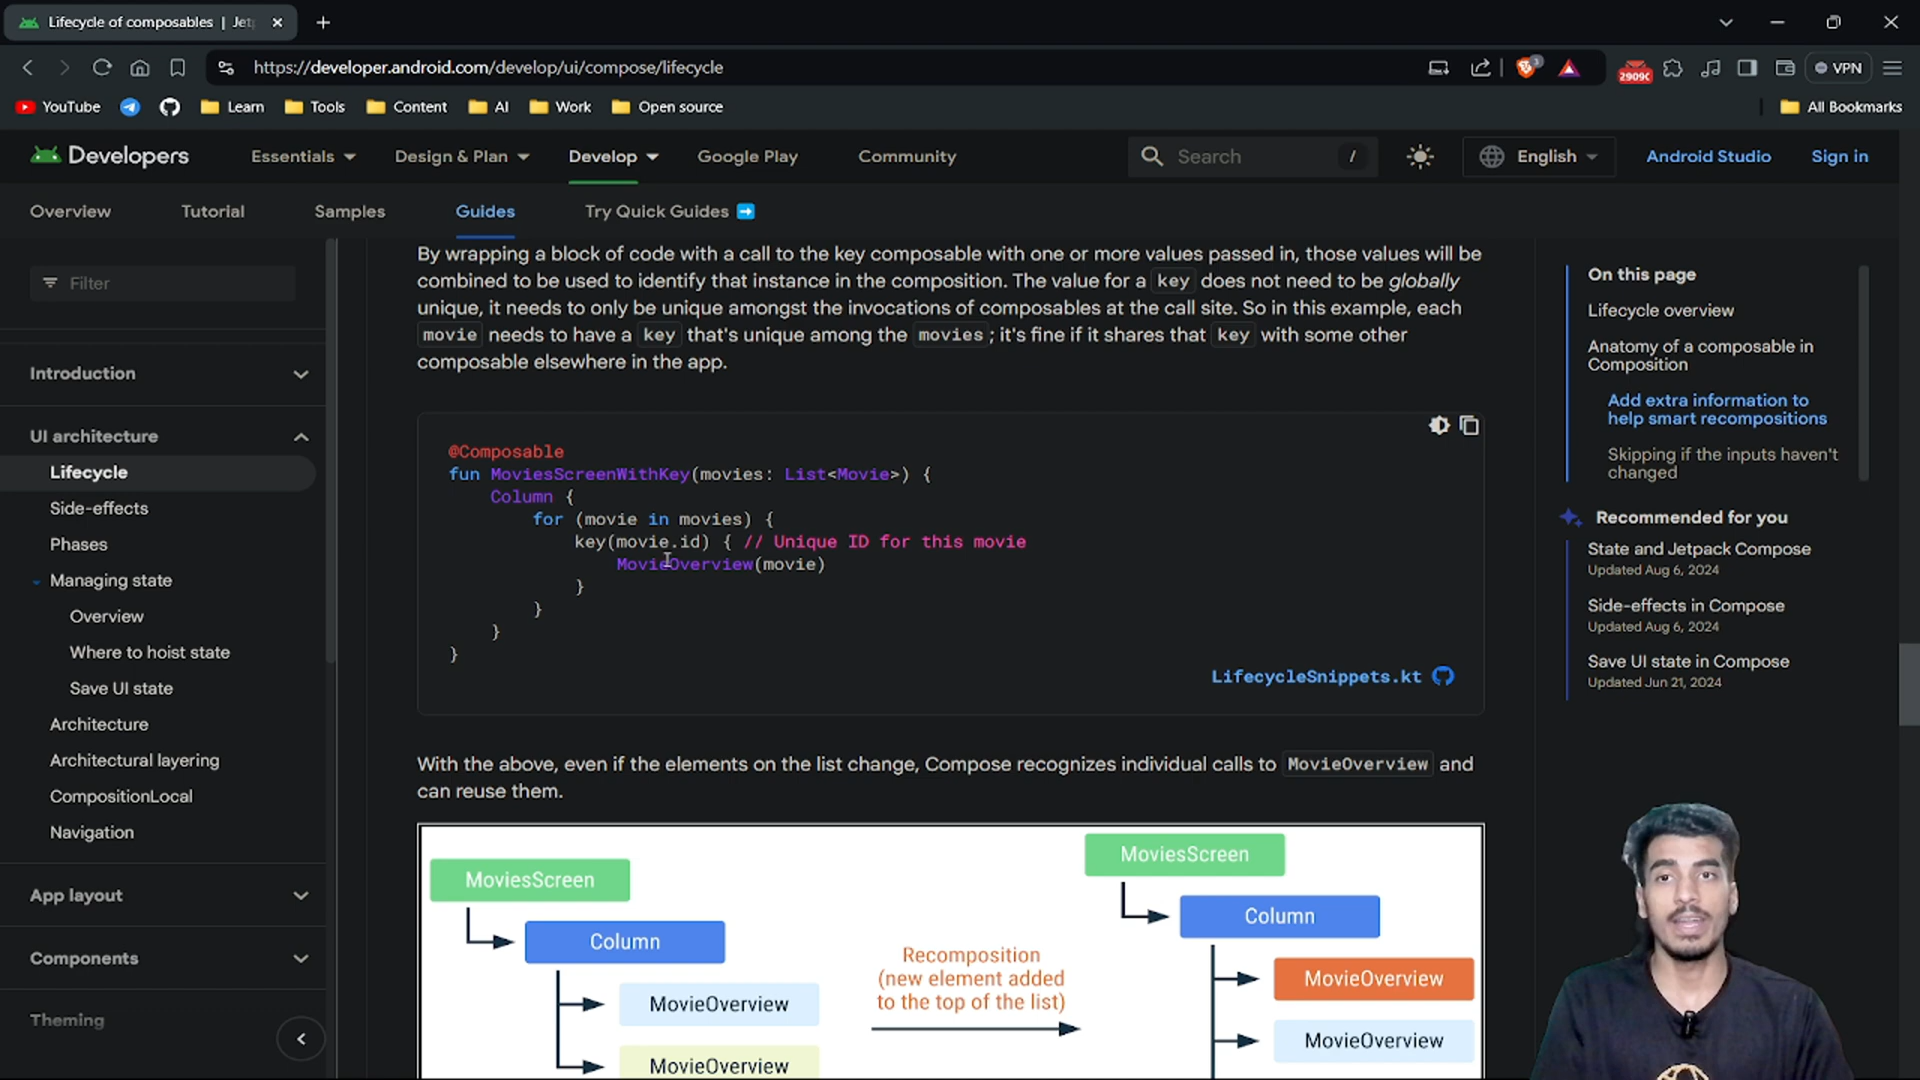 Lifecycle of composables | Jet
https://developer.android.com/develop/ui/compose/lifecycle
3
2909C
VPN
YouTube
Learn
Tools
Content
AI
Work
Open source
All Bookmarks
Developers
Essentials
Design & Plan
Develop
Google Play
Community
Search
/
English
Android Studio
Sign in
Overview
Tutorial
Samples
Guides
Try Quick Guides
Filter
Introduction
UI architecture
Lifecycle
Side-effects
Phases
Managing state
Overview
Where to hoist state
Save UI state
Architecture
Architectural layering
CompositionLocal
Navigation
App layout
Components
Theming
By wrapping a block of code with a call to the key composable with one or more values passed in, those values will be
combined to be used to identify that instance in the composition. The value for a key does not need to be globally
unique, it needs to only be unique amongst the invocations of composables at the call site. So in this example, each
movie needs to have a key that's unique among the movies; it's fine if it shares that key with some other
composable elsewhere in the app.
@Composable
fun MoviesScreenWithKey(movies: List<Movie>) {
Column {
for (movie in movies) {
key(movie.id) { // Unique ID for this movie
MovieOverview(movie)
}
}
}
}
LifecycleSnippets.kt
With the above, even if the elements on the list change, Compose recognizes individual calls to MovieOverview and
can reuse them.
MoviesScreen
Column
MovieOverview
MovieOverview
Recomposition
(new element added
to the top of the list)
MoviesScreen
Column
MovieOverview
MovieOverview
On this page
Lifecycle overview
Anatomy of a composable in
Composition
Add extra information to
help smart recompositions
Skipping if the inputs haven't
changed
Recommended for you
State and Jetpack Compose
Updated Aug 6, 2024
Side-effects in Compose
Updated Aug 6, 2024
Save UI state in Compose
Updated Jun 21, 2024